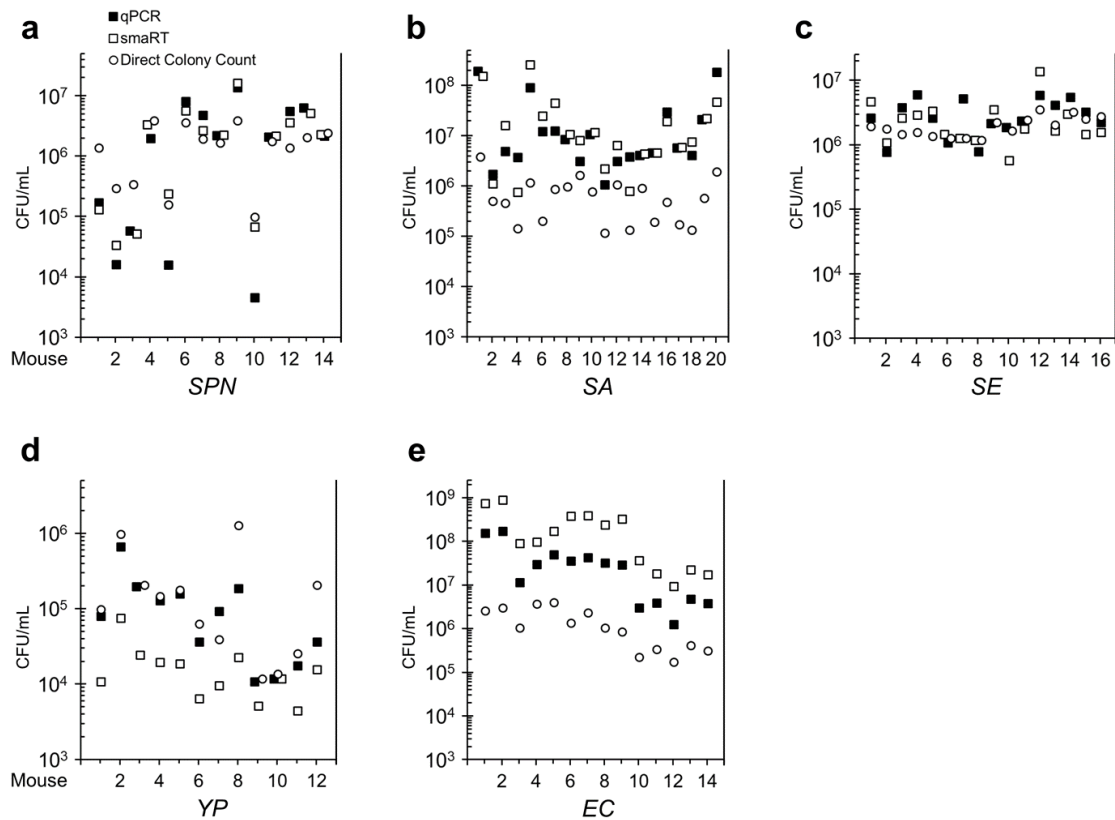 a
■ qPCR
□ smaRT
○ Direct Colony Count
CFU/mL
10⁷
10⁶
10⁵
10⁴
10³
Mouse 2 4 6 8 10 12 14
SPN
b
CFU/mL
10⁸
10⁷
10⁶
10⁵
10⁴
10³
2 4 6 8 10 12 14 16 18 20
SA
c
CFU/mL
10⁷
10⁶
10⁵
10⁴
10³
2 4 6 8 10 12 14 16
SE
d
CFU/mL
10⁶
10⁵
10⁴
10³
Mouse 2 4 6 8 10 12
YP
e
CFU/mL
10⁹
10⁸
10⁷
10⁶
10⁵
10⁴
10³
2 4 6 8 10 12 14
EC